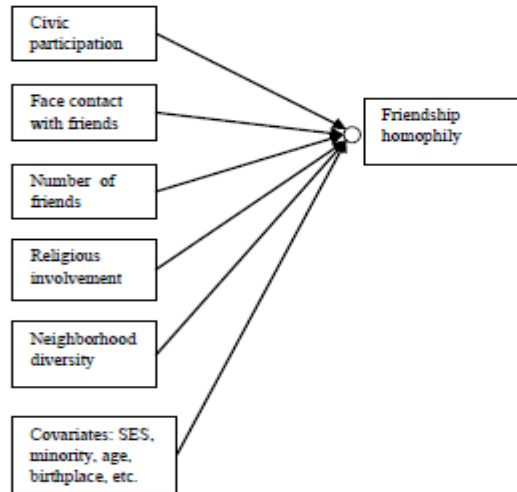 Civic
participation
Face contact
with friends
Friendship
homophily
Number of
friends
Religious
involvement
Neighborhood
diversity
Covariates: SES,
minority, age,
birthplace, etc.